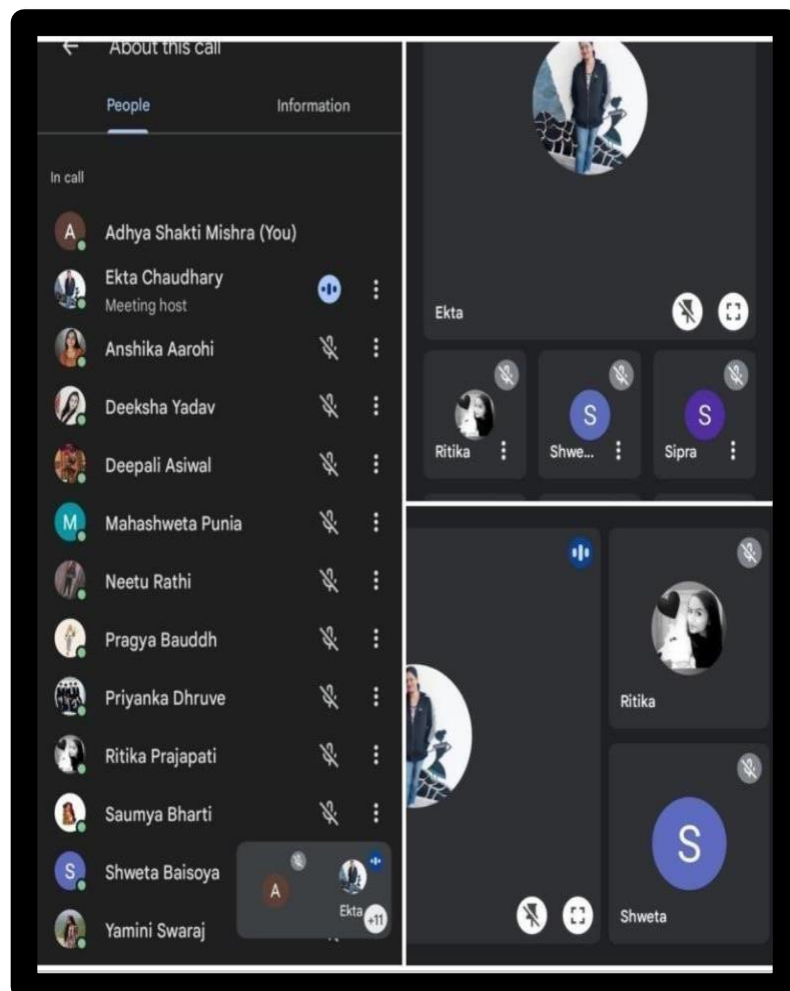 About this call
People Information
In call
A Adhya Shakti Mishra (You)
Ekta Chaudhary
Meeting host
Anshika Aarohi
Deeksha Yadav
Deepali Asiwal
M Mahashweta Punia
Neetu Rathi
Pragya Bauddh
Priyanka Dhruve
Ritika Prajapati
Saumya Bharti
S Shweta Baisoya
Yamini Swaraj
A
Ekta
+11
Ekta
S S
Ritika Shwe... Sipra
Ritika
S
Shweta